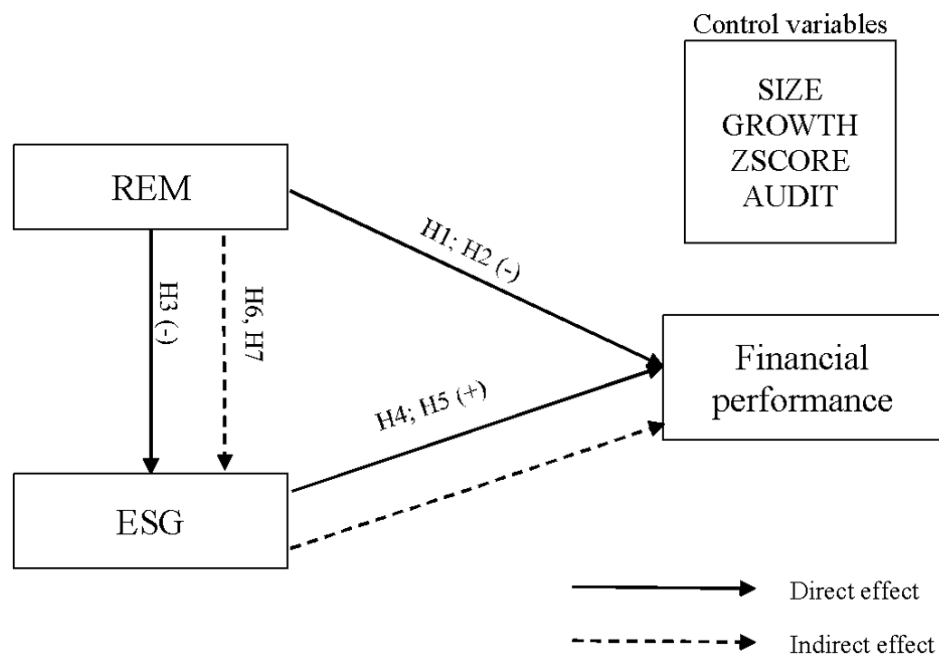 Control variables
SIZE
GROWTH
ZSCORE
AUDIT
REM
H1; H2 (-)
H3 (-)
H6, H7
Financial
performance
H4; H5 (+)
ESG
Direct effect
Indirect effect